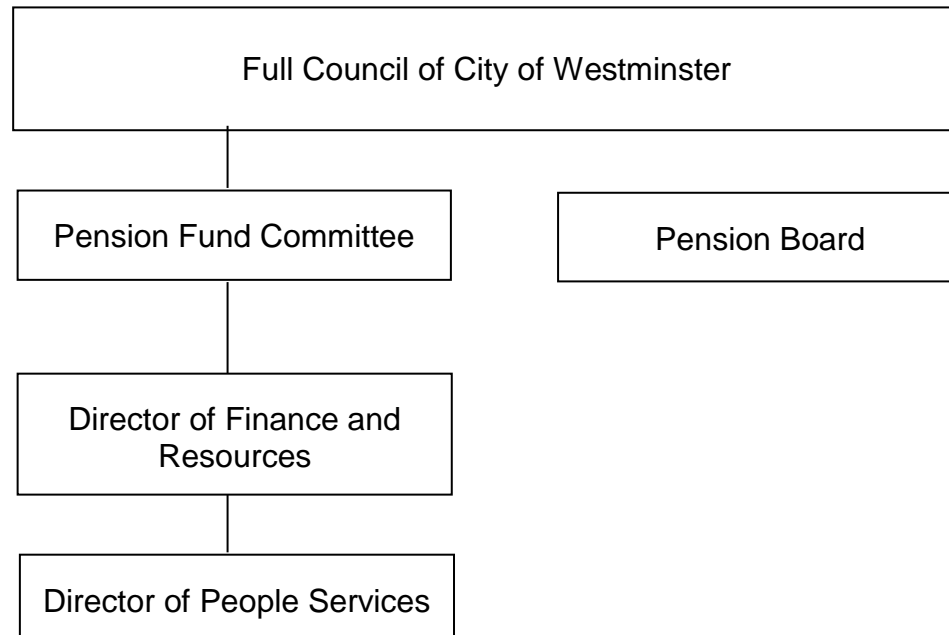 Full Council of City of Westminster
Pension Fund Committee
Pension Board
Director of Finance and
Resources
Director of People Services